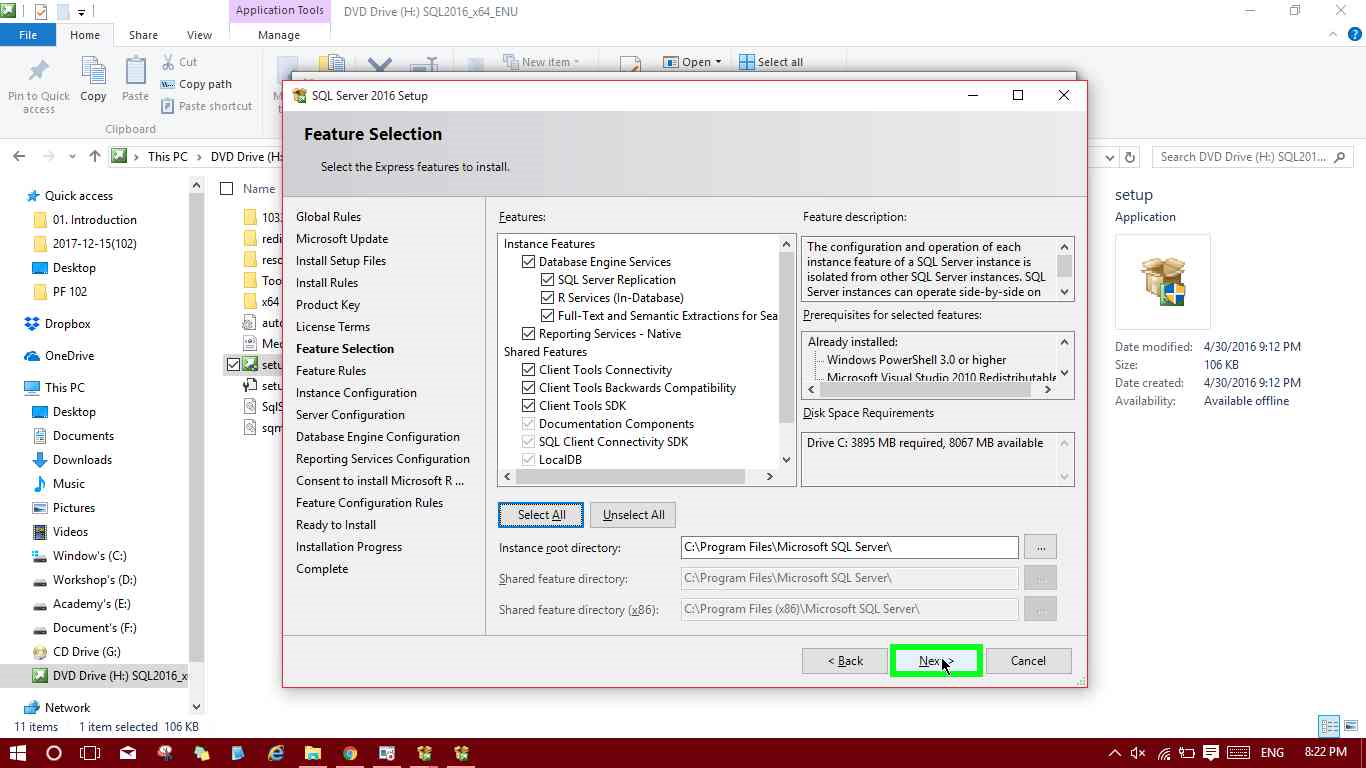 Application Tools
DVD Drive (H:) SQL2016_x64_ENU
File
Home
Share
View
Manage
Pin to Quick access
Copy
Paste
Cut
Copy path
Paste shortcut
Clipboard
New item
Open
Select all
This PC
DVD Drive (H:
Search DVD Drive (H:) SQL201...
Quick access
01. Introduction
2017-12-15(102)
Desktop
PF 102
Dropbox
OneDrive
This PC
Desktop
Documents
Downloads
Music
Pictures
Videos
Window's (C:)
Workshop's (D:)
Academy's (E:)
Document's (F:)
CD Drive (G:)
DVD Drive (H:) SQL2016_x
Network
Name
redi
reso
Too
x64
auto
Med
setu
setu
SqlS
sqm
SQL Server 2016 Setup
Feature Selection
Select the Express features to install.
Global Rules
Microsoft Update
Install Setup Files
Install Rules
Product Key
License Terms
Feature Selection
Feature Rules
Instance Configuration
Server Configuration
Database Engine Configuration
Reporting Services Configuration
Consent to install Microsoft R ...
Feature Configuration Rules
Ready to Install
Installation Progress
Complete
Features:
Instance Features
Database Engine Services
SQL Server Replication
R Services (In-Database)
Full-Text and Semantic Extractions for Sea
Reporting Services - Native
Shared Features
Client Tools Connectivity
Client Tools Backwards Compatibility
Client Tools SDK
Documentation Components
SQL Client Connectivity SDK
LocalDB
Feature description:
The configuration and operation of each
instance feature of a SQL Server instance is
isolated from other SQL Server instances. SQL
Server instances can operate side-by-side on
Prerequisites for selected features:
Already installed:
Windows PowerShell 3.0 or higher
Microsoft Visual Studio 2010 Redistributable
Disk Space Requirements
Drive C: 3895 MB required, 8067 MB available
Select All
Unselect All
Instance root directory:
C:\Program Files\Microsoft SQL Server\
...
Shared feature directory:
C:\Program Files\Microsoft SQL Server\
...
Shared feature directory (x86):
C:\Program Files (x86)\Microsoft SQL Server\
...
< Back
Next >
Cancel
setup
Application
Date modified: 4/30/2016 9:12 PM
Size: 106 KB
Date created: 4/30/2016 9:12 PM
Availability: Available offline
11 items
1 item selected 106 KB
ENG
8:22 PM